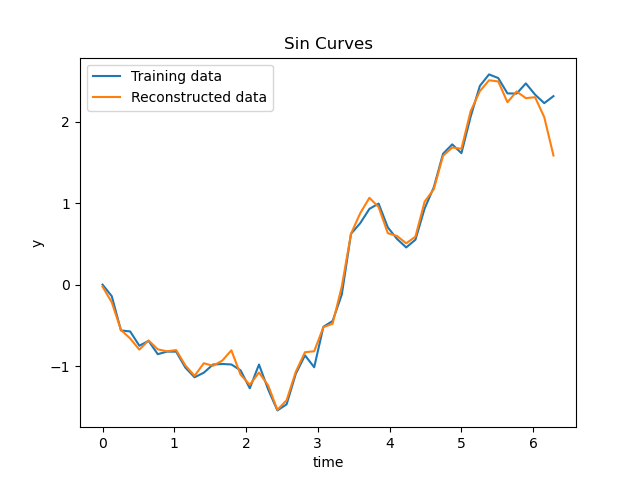 Sin Curves
Training data
Reconstructed data
y
2
1
0
−1
0 1 2 3 4 5 6
time